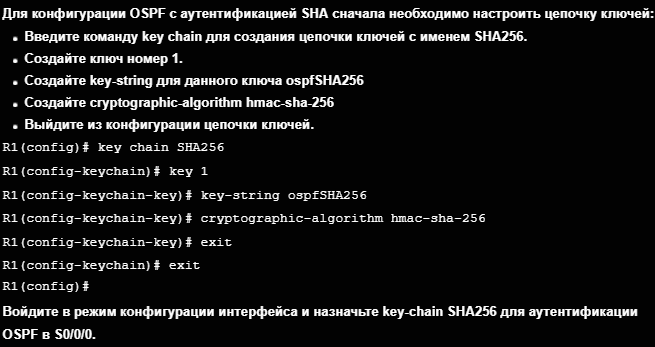 Для конфигурации OSPF с аутентификацией SHA сначала необходимо настроить цепочку ключей:
• Введите команду key chain для создания цепочки ключей с именем SHA256.
• Создайте ключ номер 1.
• Создайте key-string для данного ключа ospfSHA256
• Создайте cryptographic-algorithm hmac-sha-256
• Выйдите из конфигурации цепочки ключей.
R1(config)# key chain SHA256
R1(config-keychain)# key 1
R1(config-keychain-key)# key-string ospfSHA256
R1(config-keychain-key)# cryptographic-algorithm hmac-sha-256
R1(config-keychain-key)# exit
R1(config-keychain)# exit
R1(config)#
Войдите в режим конфигурации интерфейса и назначьте key-chain SHA256 для аутентификации
OSPF в S0/0/0.